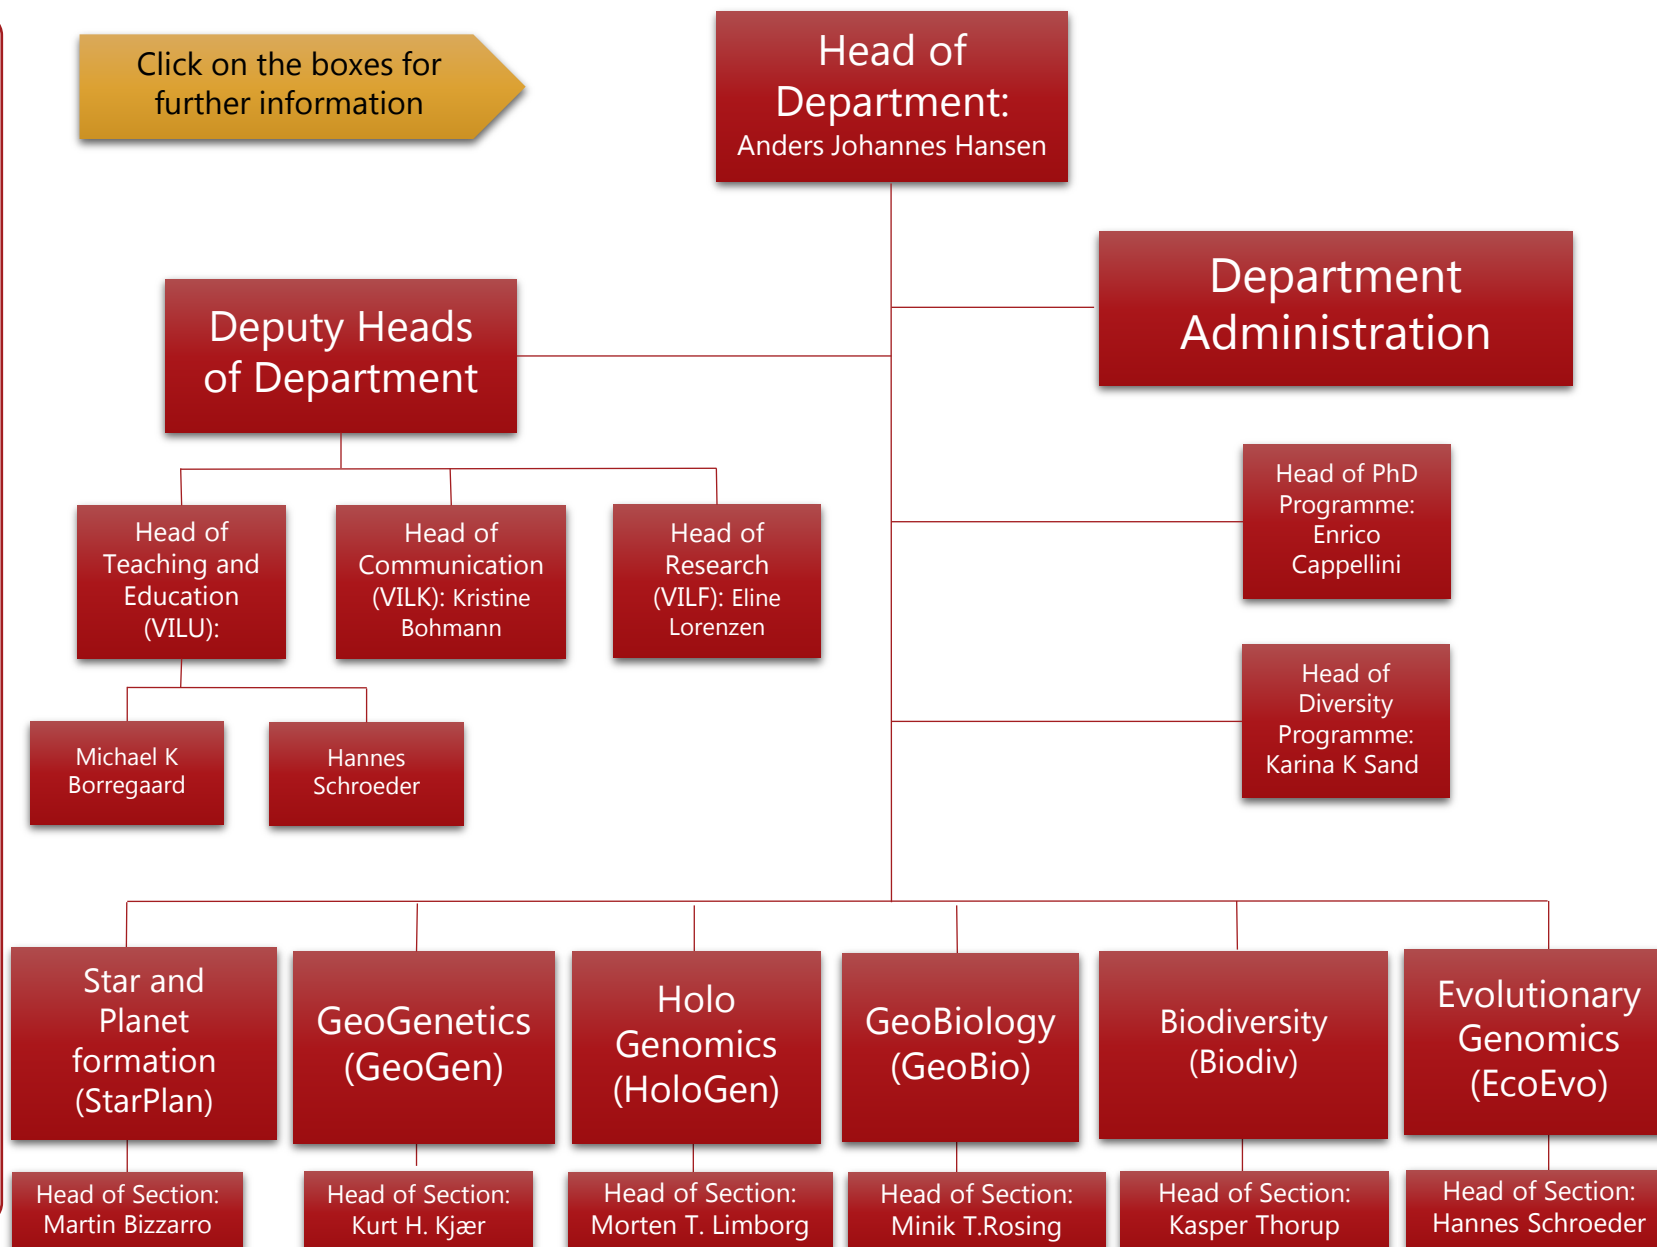 Click on the boxes for
further information
Head of
Department:
Anders Johannes Hansen
Department
Administration
Deputy Heads
of Department
Head of PhD
Programme:
Enrico
Cappellini
Head of
Teaching and
Education
(VILU):
Head of
Communication
(VILK): Kristine
Bohmann
Head of
Research
(VILF): Eline
Lorenzen
Head of
Diversity
Programme:
Karina K Sand
Michael K
Borregaard
Hannes
Schroeder
Star and
Planet
formation
(StarPlan)
GeoGenetics
(GeoGen)
Holo
Genomics
(HoloGen)
GeoBiology
(GeoBio)
Biodiversity
(Biodiv)
Evolutionary
Genomics
(EcoEvo)
Head of Section:
Martin Bizzarro
Head of Section:
Kurt H. Kjær
Head of Section:
Morten T. Limborg
Head of Section:
Minik T.Rosing
Head of Section:
Kasper Thorup
Head of Section:
Hannes Schroeder